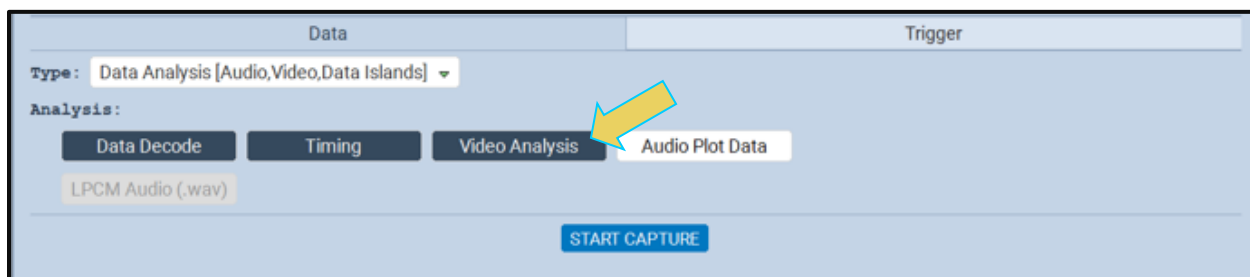 Data Trigger
Type: Data Analysis [Audio,Video,Data Islands]
Analysis:
Data Decode Timing Video Analysis Audio Plot Data
LPCM Audio (.wav)
START CAPTURE